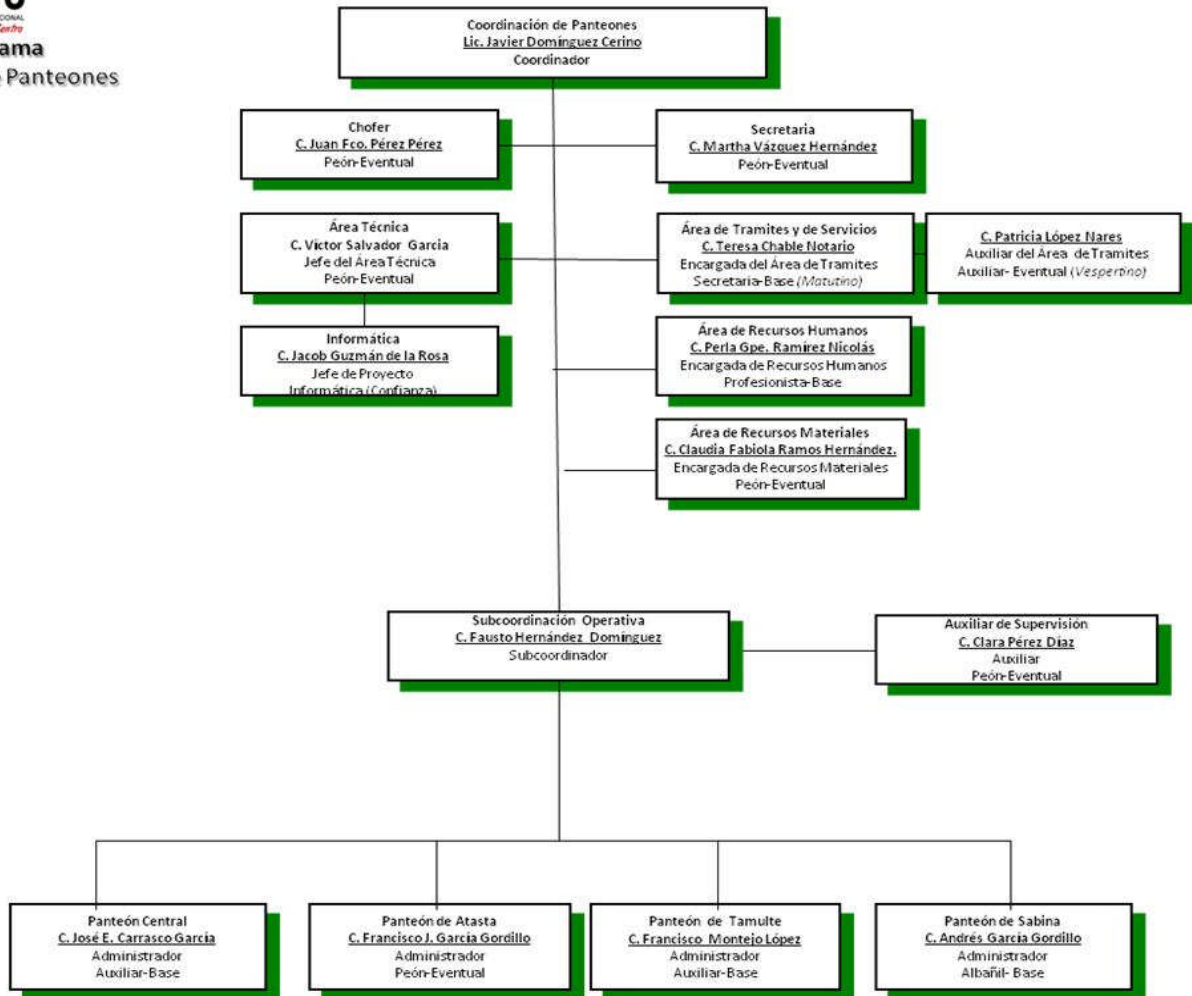 Centro
Panteones
Coordinación de Panteones
Lic. Javier Domínguez Cerino
Coordinador
Chofer
C. Juan Fco. Pérez Pérez
Peón-Eventual
Secretaria
C. Martha Vázquez Hernández
Peón-Eventual
Área Técnica
C. Victor Salvador Garcia
Jefe del Área Técnica
Peón-Eventual
Área de Tramites y de Servicios
C. Teresa Chable Notario
Encargada del Área de Tramites
Secretaria-Base (Matutino)
C. Patricia López Nares
Auxiliar del Área de Tramites
Auxiliar- Eventual (Vespertino)
Informática
C. Jacob Guzmán de la Rosa
Jefe de Proyecto
Informática (Confianza)
Área de Recursos Humanos
C. Perla Gpe. Ramírez Nicolás
Encargada de Recursos Humanos
Profesionista-Base
Área de Recursos Materiales
C. Claudia Fabiola Ramos Hernández.
Encargada de Recursos Materiales
Peón-Eventual
Subcoordinación Operativa
C. Fausto Hernández Domínguez
Subcoordinador
Auxiliar de Supervisión
C. Clara Pérez Díaz
Auxiliar
Peón-Eventual
Panteón Central
C. José E. Carrasco García
Administrador
Auxiliar-Base
Panteón de Atasta
C. Francisco J. García Gordillo
Administrador
Peón-Eventual
Panteón de Tamulte
C. Francisco Montejo López
Administrador
Auxiliar-Base
Panteón de Sabina
C. Andrés García Gordillo
Administrador
Albañil- Base